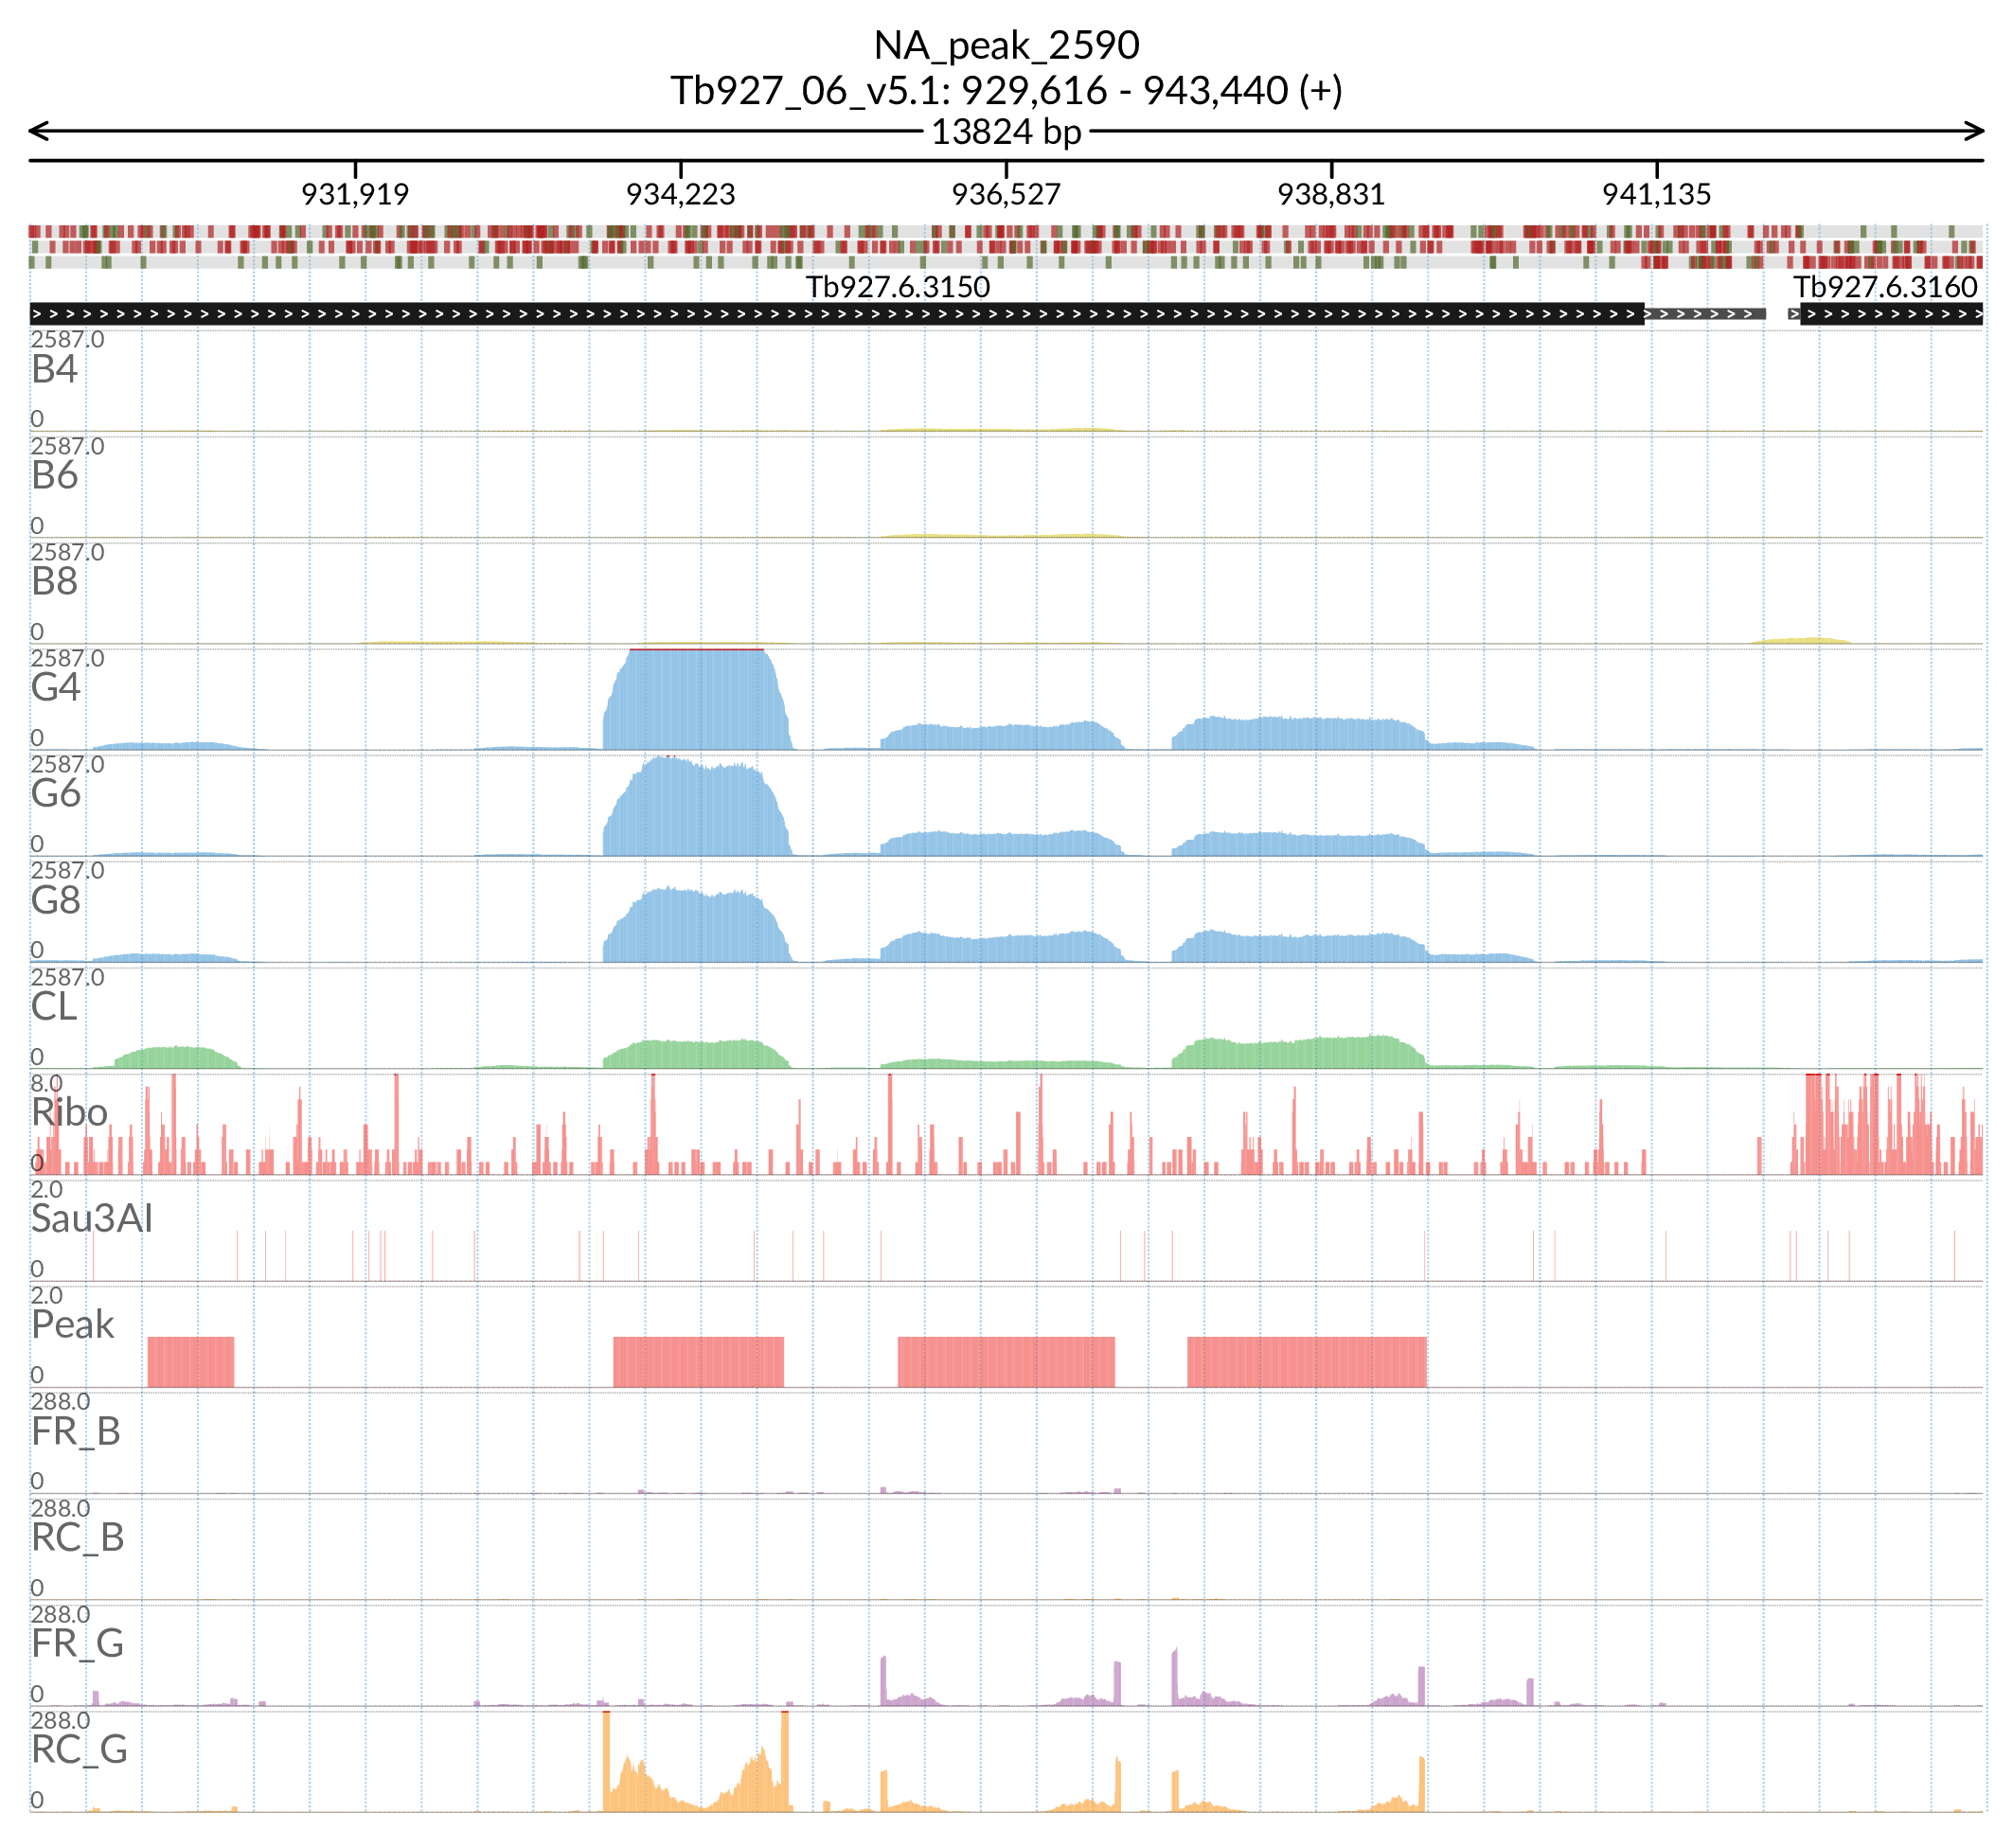 NA_peak_2590
Tb927_06_v5.1: 929,616 - 943,440 (+)
13824 bp
931,919 934,223 936,527 938,831 941,135
Tb927.6.3150 Tb927.6.3160
2587.0
B4
0
2587.0
B6
0
2587.0
B8
0
2587.0
G4
0
2587.0
G6
0
2587.0
G8
0
2587.0
CL
0
8.0
Ribo
0
2.0
Sau3AI
0
2.0
Peak
0
288.0
FR_B
0
288.0
RC_B
0
288.0
FR_G
0
288.0
RC_G
0